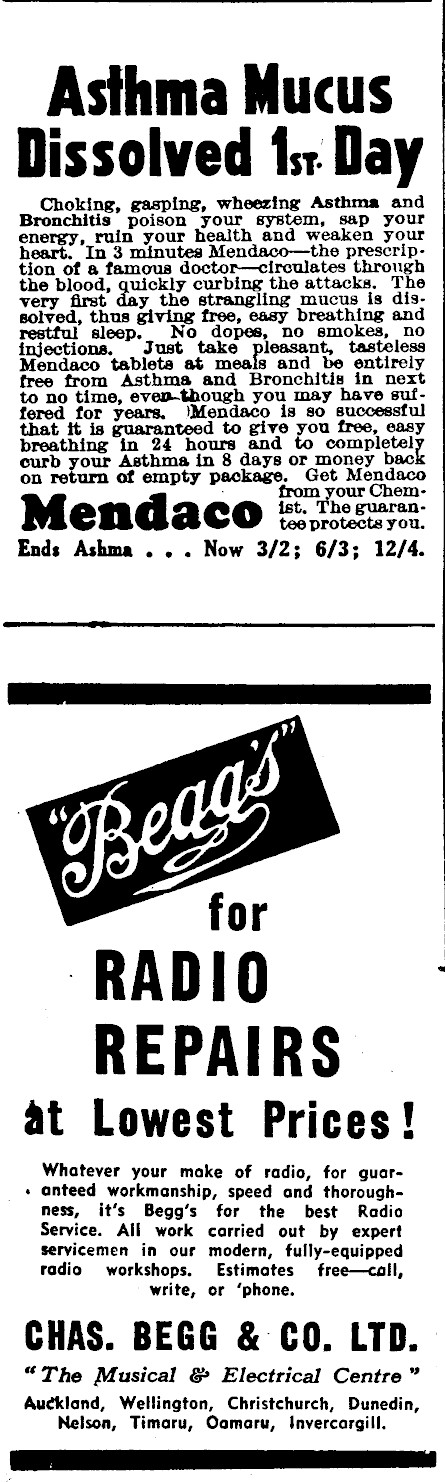 Asthma Mucus
Dissolved 1ST. Day
Choking, gasping, wheezing Asthma and
Bronchitis poison your system, sap your
energy, ruin your health and weaken your
heart. In 3 minutes Mendaco—the prescrip-
tion of a famous doctor—circulates through
the blood, quickly curbing the attacks. The
very first day the strangling mucus is dis-
solved, thus giving free, easy breathing and
restful sleep. No dopes, no smokes, no
injections. Just take pleasant, tasteless
Mendaco tablets at meals and be entirely
free from Asthma and Bronchitis in next
to no time, even though you may have suf-
fered for years. Mendaco is so successful
that it is guaranteed to give you free, easy
breathing in 24 hours and to completely
curb your Asthma in 8 days or money back
on return of empty package. Get Mendaco
from your Chem-
ist. The guaran-
tee protects you.
Mendaco
Ends Ashma . . . Now 3/2; 6/3; 12/4.
"Begg's"
for
RADIO
REPAIRS
at Lowest Prices!
Whatever your make of radio, for guar-
anteed workmanship, speed and thorough-
ness, it's Begg's for the best Radio
Service. All work carried out by expert
servicemen in our modern, fully-equipped
radio workshops. Estimates free—call,
write, or 'phone.
CHAS. BEGG & CO. LTD.
"The Musical & Electrical Centre"
Auckland, Wellington, Christchurch, Dunedin,
Nelson, Timaru, Oamaru, Invercargill.